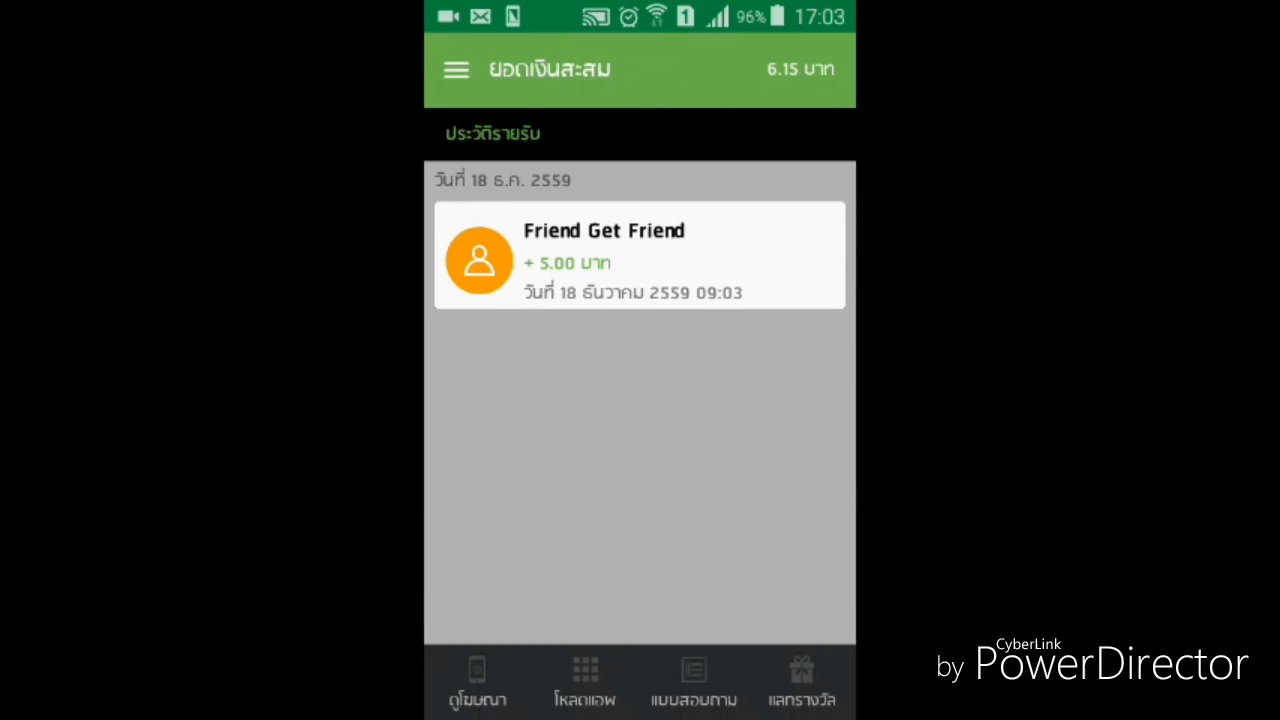 1 96% 17:03
ยอดเงินสะสม 6.15 บาท
ประวัติรายรับ
วันที่ 18 ธ.ค. 2559
Friend Get Friend
+ 5.00 บาท
วันที่ 18 ธันวาคม 2559 09:03
ดูโฆษณา โหลดแอพ แบบสอบถาม แลกรางวัล
CyberLink
by PowerDirector